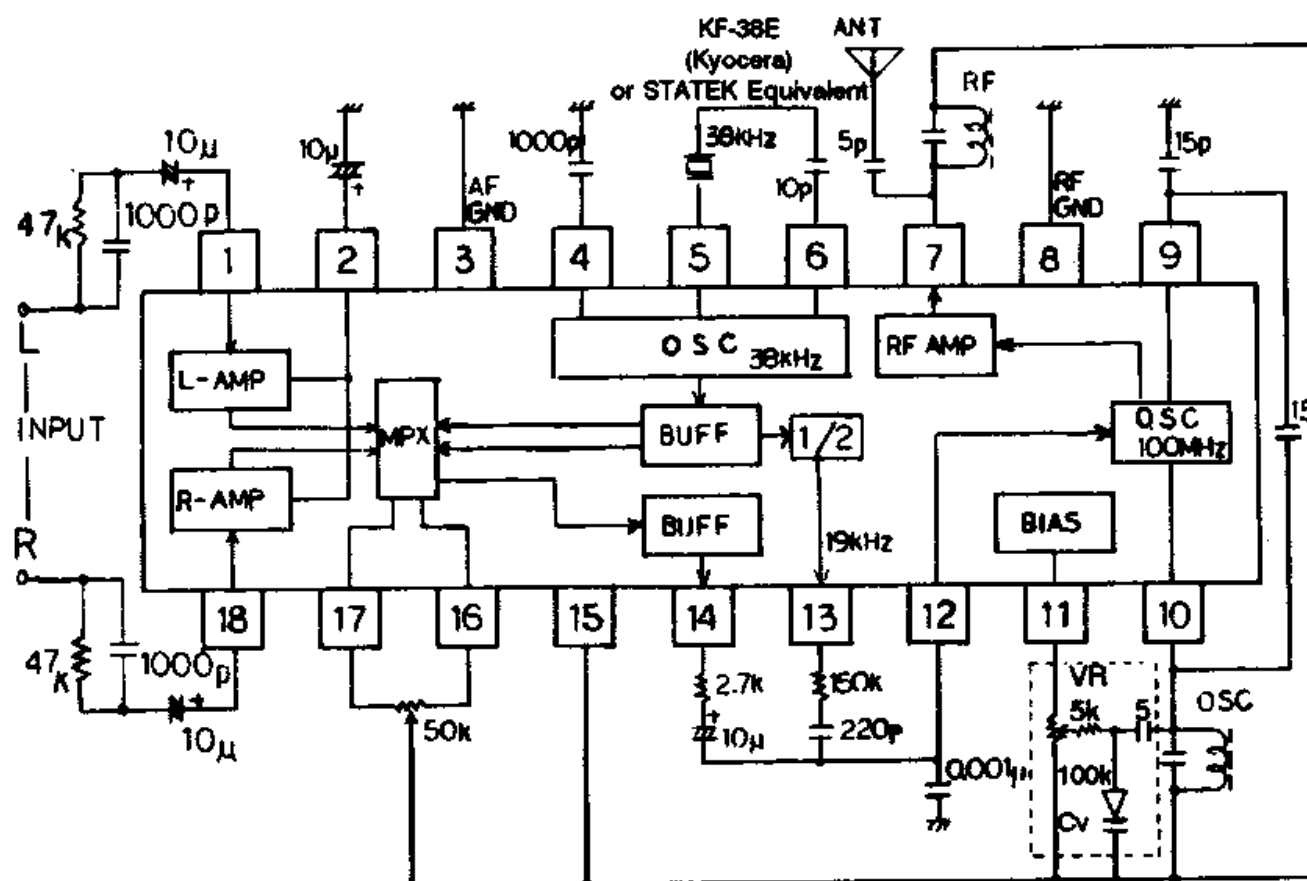 KF-38E
(Kyocera)
or STATEK Equivalent
ANT
RF
10μ
47k
1000p
10μ
AF
GND
1000p
38kHz
10p
5p
RF
GND
15p
1
2
3
4
5
6
7
8
9
L
INPUT
R
L-AMP
R-AMP
MPX
OSC 38kHz
BUFF
1/2
BUFF
19kHz
RF AMP
OSC
100MHz
BIAS
15
18
17
16
15
14
13
12
11
10
47k
1000p
10μ
50k
2.7k
10μ
150k
220p
0.001μ
VR
5k
5
100k
Cv
OSC